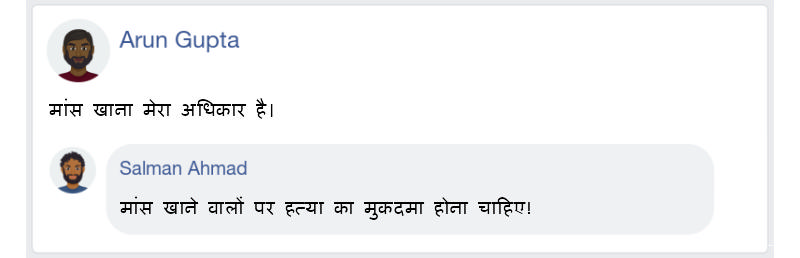 Arun Gupta
मांस खाना मेरा अधिकार है।
Salman Ahmad
मांस खाने वालों पर हत्या का मुकदमा होना चाहिए!